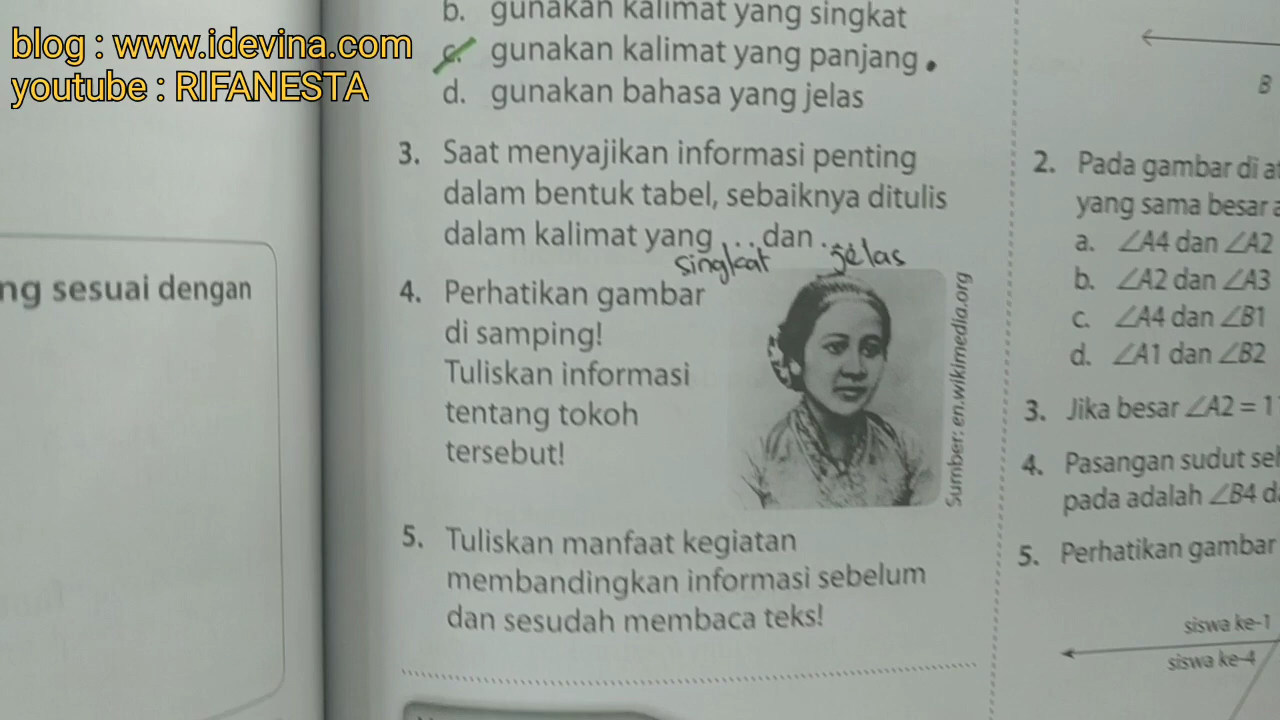 blog : www.idevina.com
youtube : RIFANESTA
b. gunakan kalimat yang singkat
c. gunakan kalimat yang panjang
d. gunakan bahasa yang jelas
3. Saat menyajikan informasi penting
dalam bentuk tabel, sebaiknya ditulis
dalam kalimat yang ... dan ...
singkat jelas
4. Perhatikan gambar
di samping!
Tuliskan informasi
tentang tokoh
tersebut!
Sumber: en.wikimedia.org
5. Tuliskan manfaat kegiatan
membandingkan informasi sebelum
dan sesudah membaca teks!
ng sesuai dengan
B
2. Pada gambar di
yang sama besar
a. ∠A4 dan ∠A2
b. ∠A2 dan ∠A3
c. ∠A4 dan ∠B1
d. ∠A1 dan ∠B2
3. Jika besar ∠A2 = 1
4. Pasangan sudut
pada adalah ∠B4
5. Perhatikan gambar
siswa ke-1
siswa ke-4